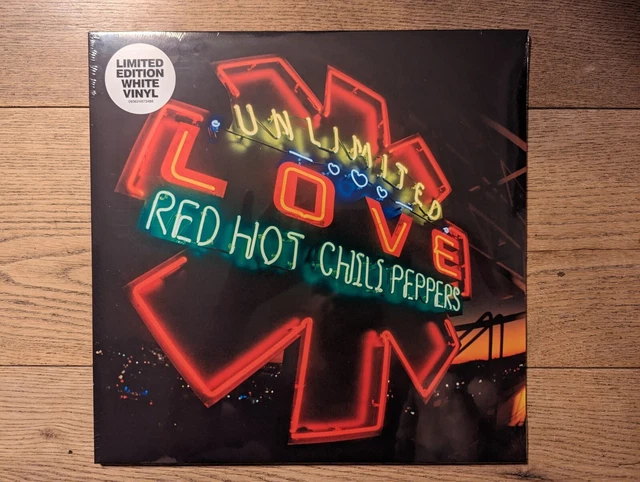 LIMITED
EDITION
WHITE
VINYL
UNLIMITED
LOVE
RED HOT CHILI PEPPERS